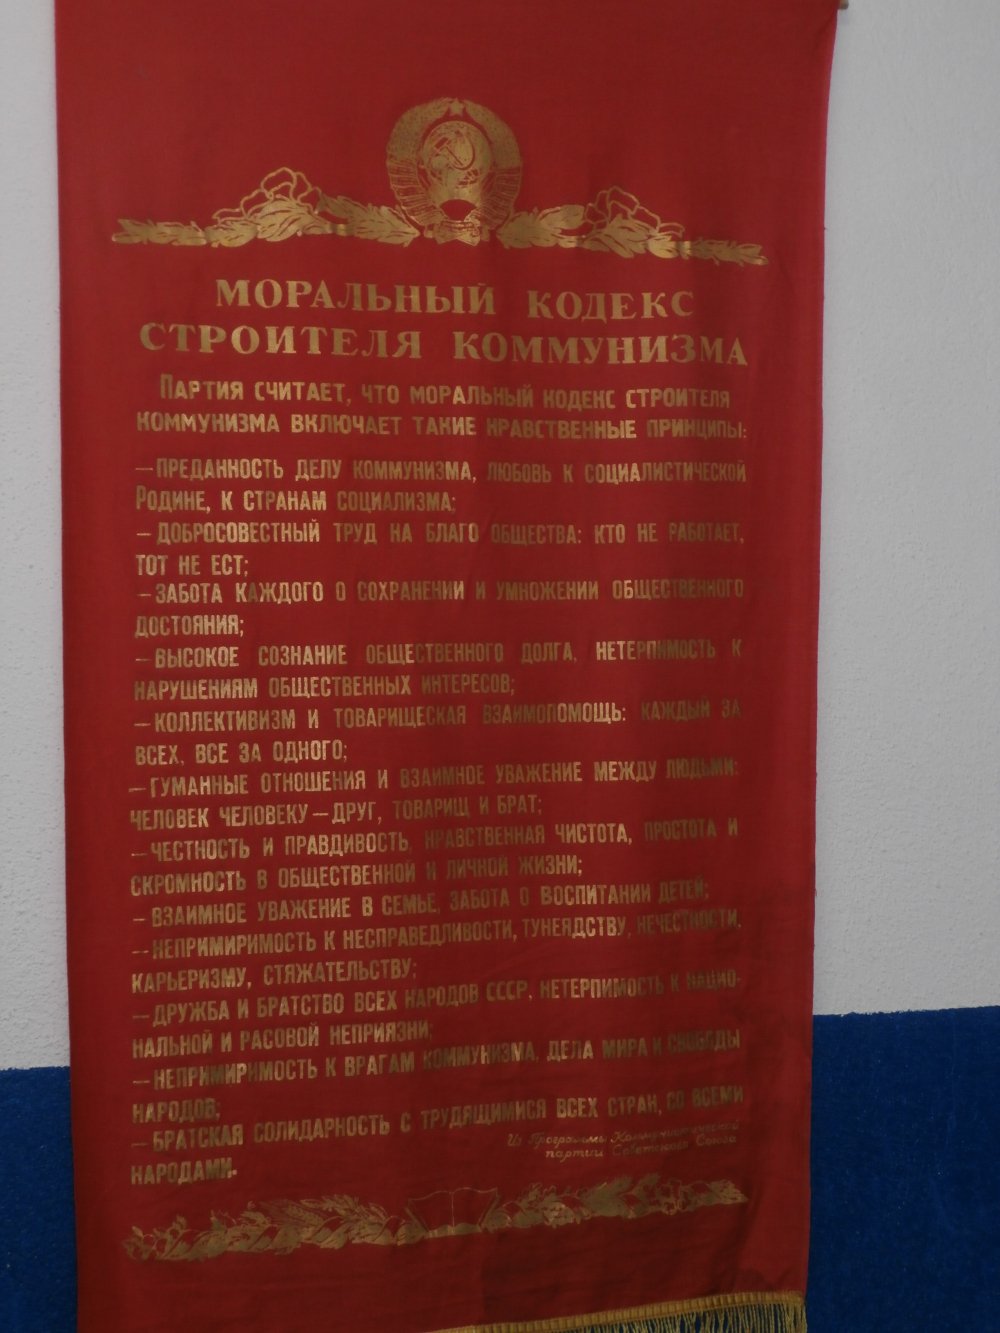 МОРАЛЬНЫЙ КОДЕКС
СТРОИТЕЛЯ КОММУНИЗМА
ПАРТИЯ СЧИТАЕТ, ЧТО МОРАЛЬНЫЙ КОДЕКС СТРОИТЕЛЯ
КОММУНИЗМА ВКЛЮЧАЕТ ТАКИЕ НРАВСТВЕННЫЕ ПРИНЦИПЫ:
—ПРЕДАННОСТЬ ДЕЛУ КОММУНИЗМА, ЛЮБОВЬ К СОЦИАЛИСТИЧЕСКОЙ
РОДИНЕ, К СТРАНАМ СОЦИАЛИЗМА;
—ДОБРОСОВЕСТНЫЙ ТРУД НА БЛАГО ОБЩЕСТВА: КТО НЕ РАБОТАЕТ,
ТОТ НЕ ЕСТ;
—ЗАБОТА КАЖДОГО О СОХРАНЕНИИ И УМНОЖЕНИИ ОБЩЕСТВЕННОГО
ДОСТОЯНИЯ;
—ВЫСОКОЕ СОЗНАНИЕ ОБЩЕСТВЕННОГО ДОЛГА, НЕТЕРПИМОСТЬ К
НАРУШЕНИЯМ ОБЩЕСТВЕННЫХ ИНТЕРЕСОВ;
—КОЛЛЕКТИВИЗМ И ТОВАРИЩЕСКАЯ ВЗАИМОПОМОЩЬ: КАЖДЫЙ ЗА
ВСЕХ, ВСЕ ЗА ОДНОГО;
—ГУМАННЫЕ ОТНОШЕНИЯ И ВЗАИМНОЕ УВАЖЕНИЕ МЕЖДУ ЛЮДЬМИ:
ЧЕЛОВЕК ЧЕЛОВЕКУ—ДРУГ, ТОВАРИЩ И БРАТ;
—ЧЕСТНОСТЬ И ПРАВДИВОСТЬ, НРАВСТВЕННАЯ ЧИСТОТА, ПРОСТОТА И
СКРОМНОСТЬ В ОБЩЕСТВЕННОЙ И ЛИЧНОЙ ЖИЗНИ;
—ВЗАИМНОЕ УВАЖЕНИЕ В СЕМЬЕ, ЗАБОТА О ВОСПИТАНИИ ДЕТЕЙ;
—НЕПРИМИРИМОСТЬ К НЕСПРАВЕДЛИВОСТИ, ТУНЕЯДСТВУ, НЕЧЕСТНОСТИ,
КАРЬЕРИЗМУ, СТЯЖАТЕЛЬСТВУ;
—ДРУЖБА И БРАТСТВО ВСЕХ НАРОДОВ СССР, НЕТЕРПИМОСТЬ К НАЦИО-
НАЛЬНОЙ И РАСОВОЙ НЕПРИЯЗНИ;
—НЕПРИМИРИМОСТЬ К ВРАГАМ КОММУНИЗМА, ДЕЛА МИРА И СВОБОДЫ
НАРОДОВ;
—БРАТСКАЯ СОЛИДАРНОСТЬ С ТРУДЯЩИМИСЯ ВСЕХ СТРАН, СО ВСЕМИ
НАРОДАМИ.
Из Программы Коммунистической
партии Советского Союза